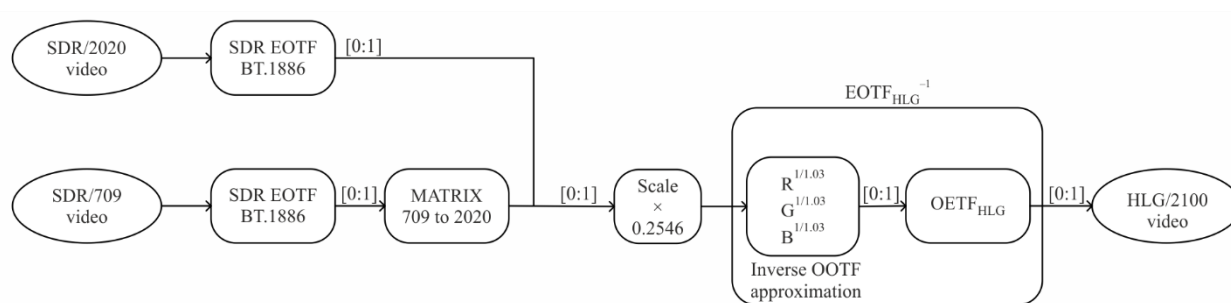 SDR/2020
video
SDR EOTF
BT.1886
[0:1]
SDR/709
video
SDR EOTF
BT.1886
[0:1]
MATRIX
709 to 2020
[0:1]
Scale
×
0.2546
EOTF_HLG^–1
R^1/1.03
G^1/1.03
B^1/1.03
Inverse OOTF
approximation
[0:1]
OETF_HLG
[0:1]
HLG/2100
video